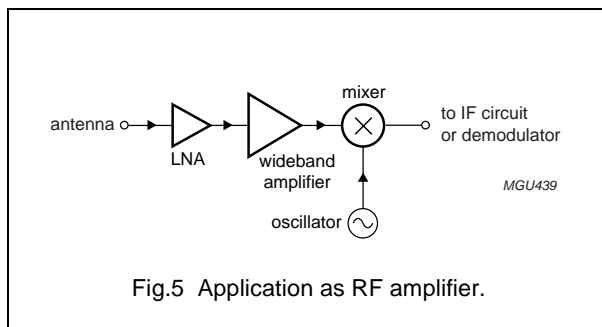 mixer
antenna
to IF circuit
or demodulator
LNA
wideband
amplifier
MGU439
oscillator
Fig.5 Application as RF amplifier.